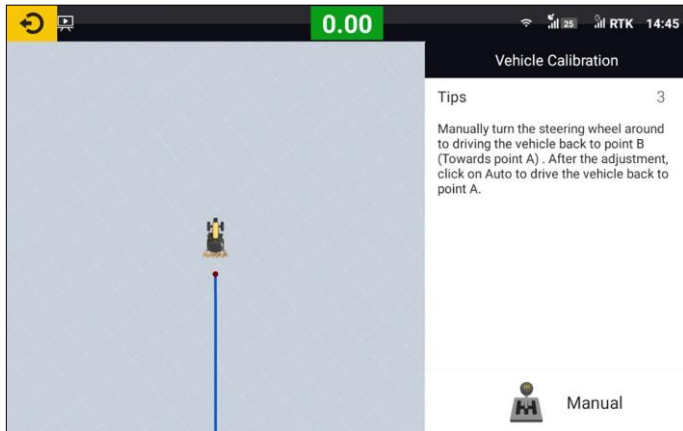 0.00
25
RTK
14:45
Vehicle Calibration
Tips 3
Manually turn the steering wheel around
to driving the vehicle back to point B
(Towards point A) . After the adjustment,
click on Auto to drive the vehicle back to
point A.
Manual